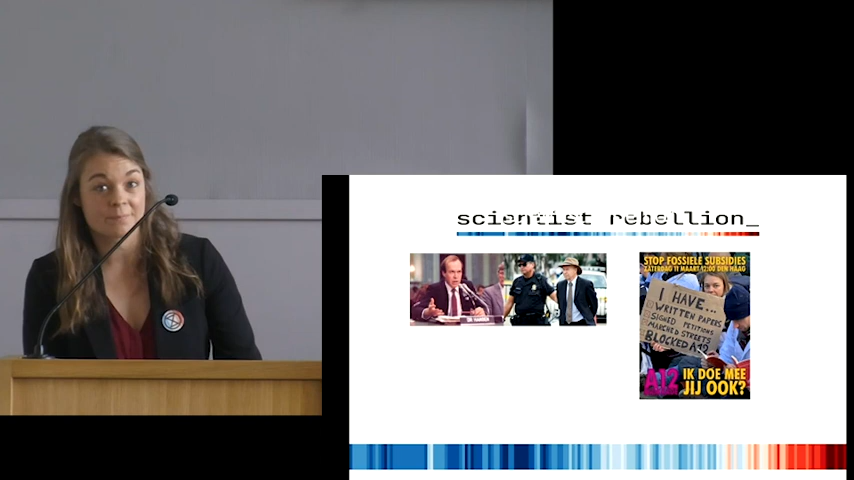 scientist rebellion_
STOP FOSSIELE SUBSIDIES
ZATERDAG 11 MAART 12:00 DEN HAAG
I HAVE...
WRITTEN PAPERS
SIGNED PETITIONS
MARCHED STREETS
BLOCKED A12
A12
IK DOE MEE
JIJ OOK?